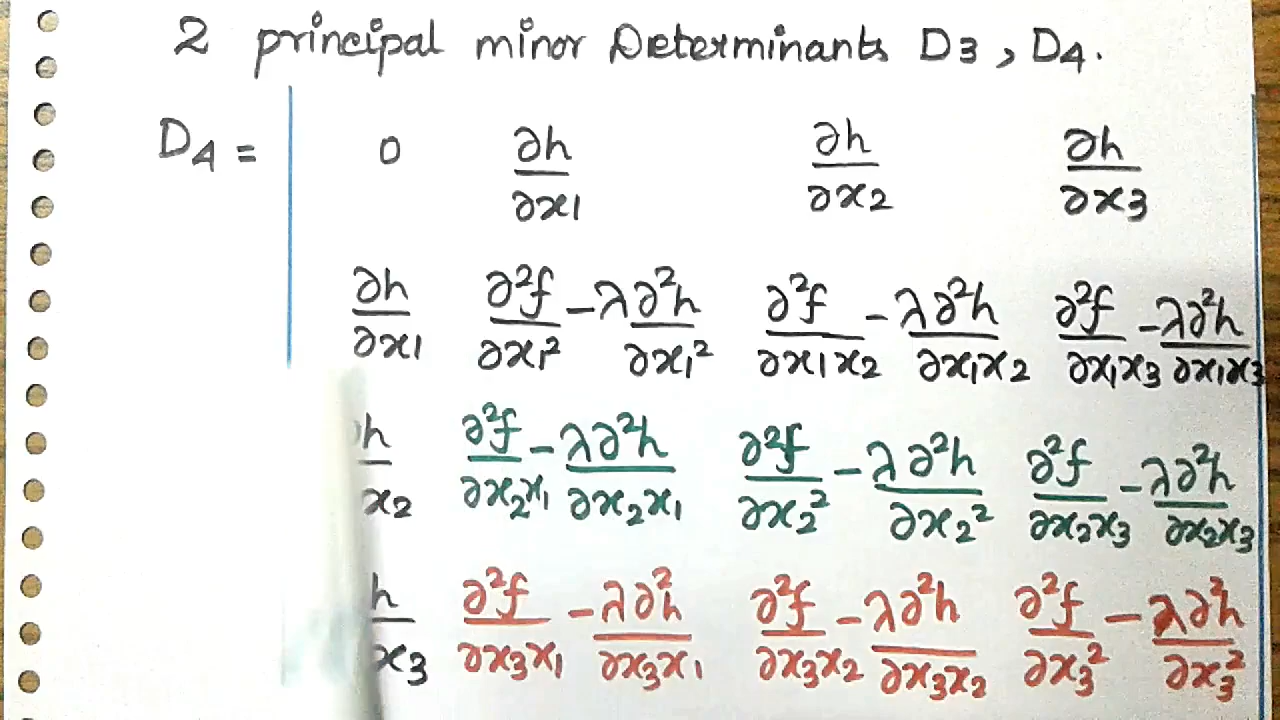 2 principal minor Determinants D3, D4.
D4 = | 0 ∂h/∂x1 ∂h/∂x2 ∂h/∂x3
∂h/∂x1 ∂²f/∂x1² - λ∂²h/∂x1² ∂²f/∂x1x2 - λ∂²h/∂x1x2 ∂²f/∂x1x3 - λ∂²h/∂x1x3
h/x2 ∂²f/∂x2x1 - λ∂²h/∂x2x1 ∂²f/∂x2² - λ∂²h/∂x2² ∂²f/∂x2x3 - λ∂²h/∂x2x3
h/x3 ∂²f/∂x3x1 - λ∂²h/∂x3x1 ∂²f/∂x3x2 - λ∂²h/∂x3x2 ∂²f/∂x3² - λ∂²h/∂x3² |